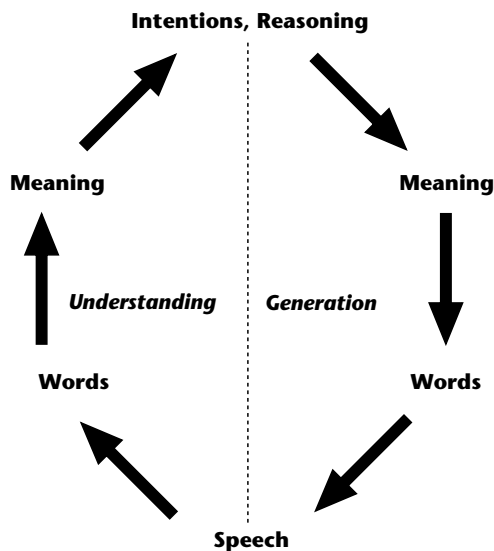 Intentions, Reasoning
Meaning
Meaning
Understanding
Generation
Words
Words
Speech